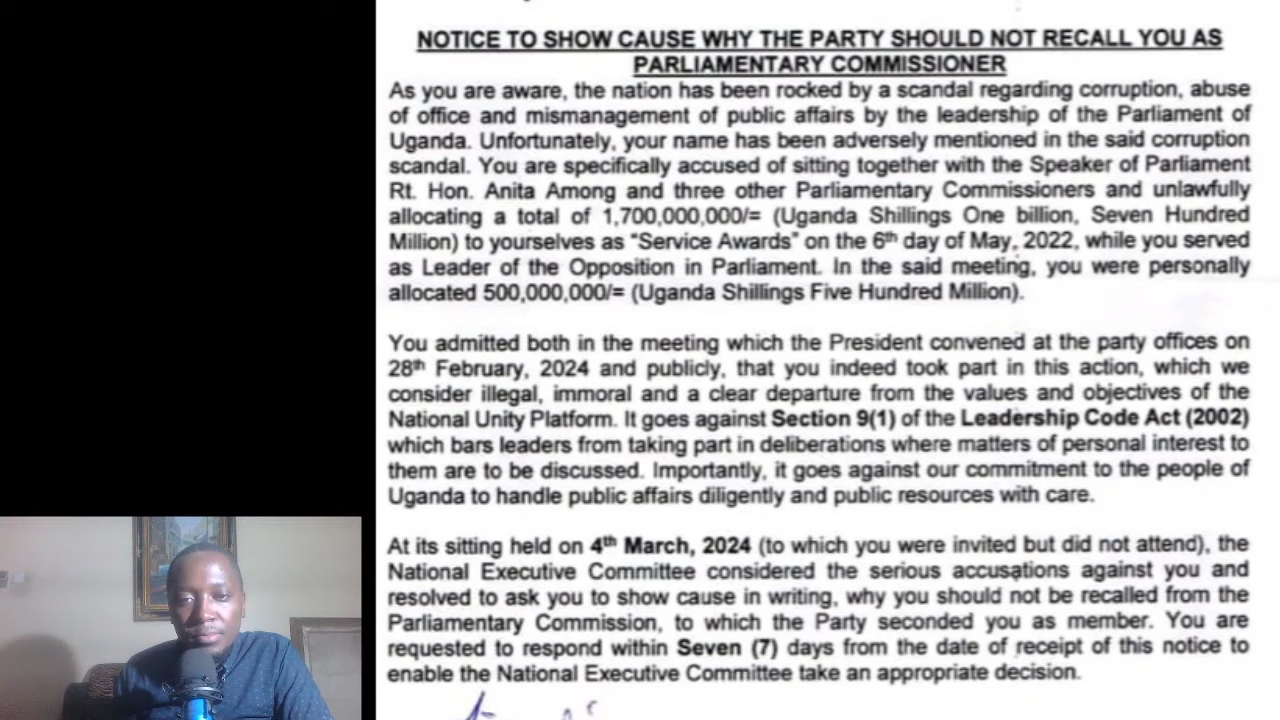 NOTICE TO SHOW CAUSE WHY THE PARTY SHOULD NOT RECALL YOU AS
PARLIAMENTARY COMMISSIONER
As you are aware, the nation has been rocked by a scandal regarding corruption, abuse
of office and mismanagement of public affairs by the leadership of the Parliament of
Uganda. Unfortunately, your name has been adversely mentioned in the said corruption
scandal. You are specifically accused of sitting together with the Speaker of Parliament
Rt. Hon. Anita Among and three other Parliamentary Commissioners and unlawfully
allocating a total of 1,700,000,000/= (Uganda Shillings One billion, Seven Hundred
Million) to yourselves as "Service Awards" on the 6th day of May, 2022, while you served
as Leader of the Opposition in Parliament. In the said meeting, you were personally
allocated 500,000,000/= (Uganda Shillings Five Hundred Million).
You admitted both in the meeting which the President convened at the party offices on
28th February, 2024 and publicly, that you indeed took part in this action, which we
consider illegal, immoral and a clear departure from the values and objectives of the
National Unity Platform. It goes against Section 9(1) of the Leadership Code Act (2002)
which bars leaders from taking part in deliberations where matters of personal interest to
them are to be discussed. Importantly, it goes against our commitment to the people of
Uganda to handle public affairs diligently and public resources with care.
At its sitting held on 4th March, 2024 (to which you were invited but did not attend), the
National Executive Committee considered the serious accusations against you and
resolved to ask you to show cause in writing, why you should not be recalled from the
Parliamentary Commission, to which the Party seconded you as member. You are
requested to respond within Seven (7) days from the date of receipt of this notice to
enable the National Executive Committee take an appropriate decision.